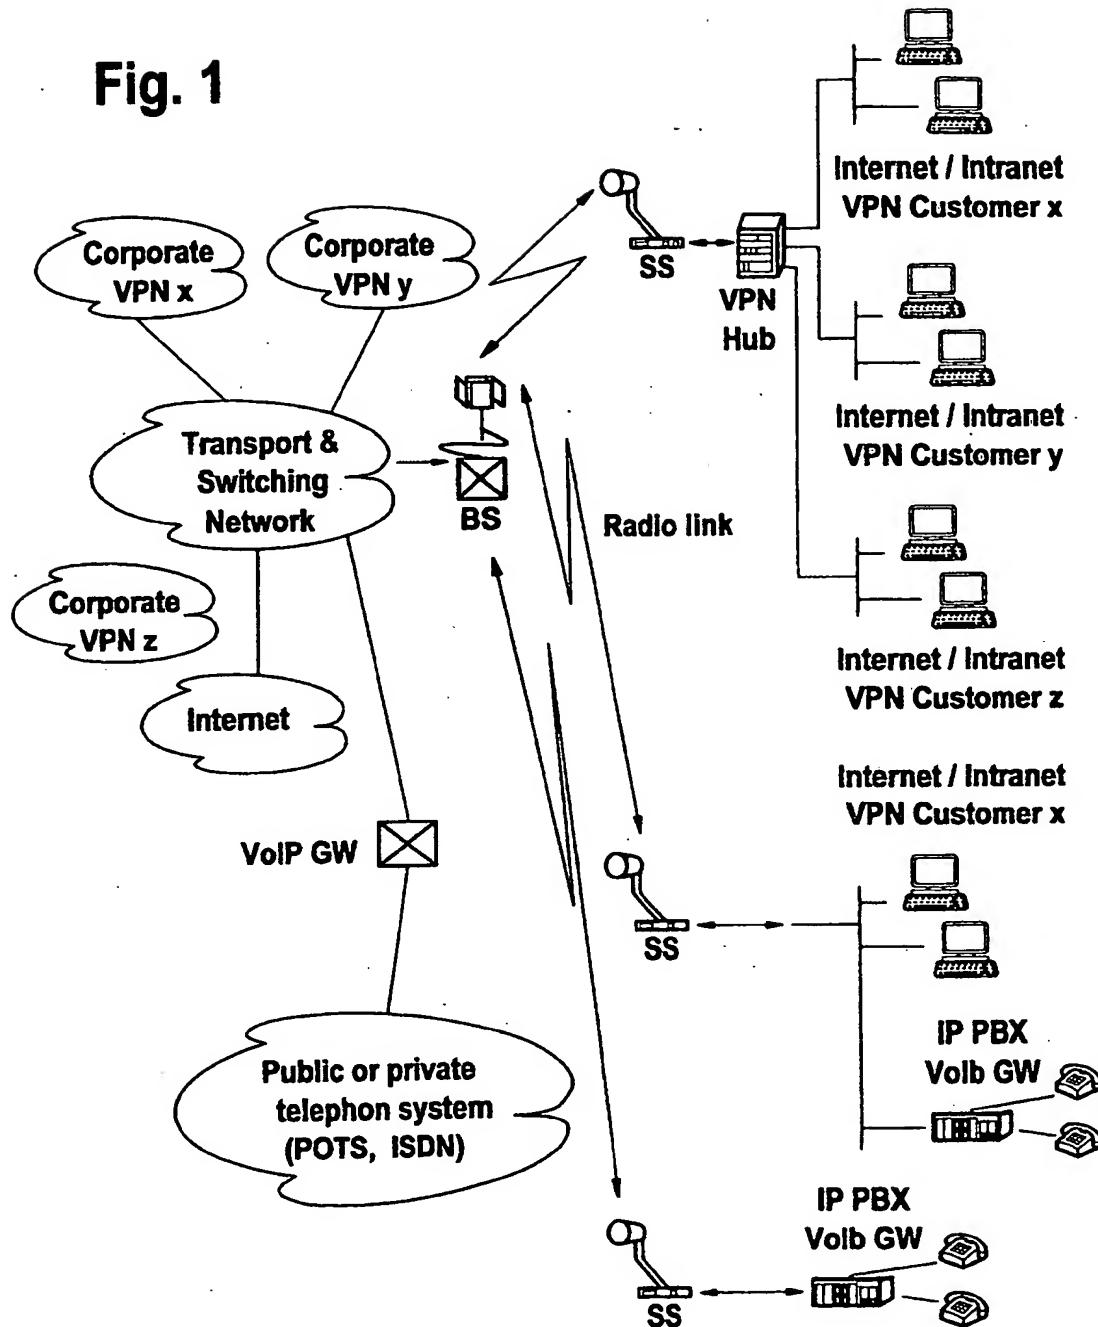 Fig. 1
Internet / Intranet
VPN Customer x
Corporate
VPN x
Corporate
VPN y
SS
VPN
Hub
Internet / Intranet
VPN Customer y
Transport &
Switching
Network
BS
Radio link
Corporate
VPN z
Internet
Internet / Intranet
VPN Customer z
Internet / Intranet
VPN Customer x
VoIP GW
SS
IP PBX
Volb GW
Public or private
telephon system
(POTS, ISDN)
IP PBX
Volb GW
SS